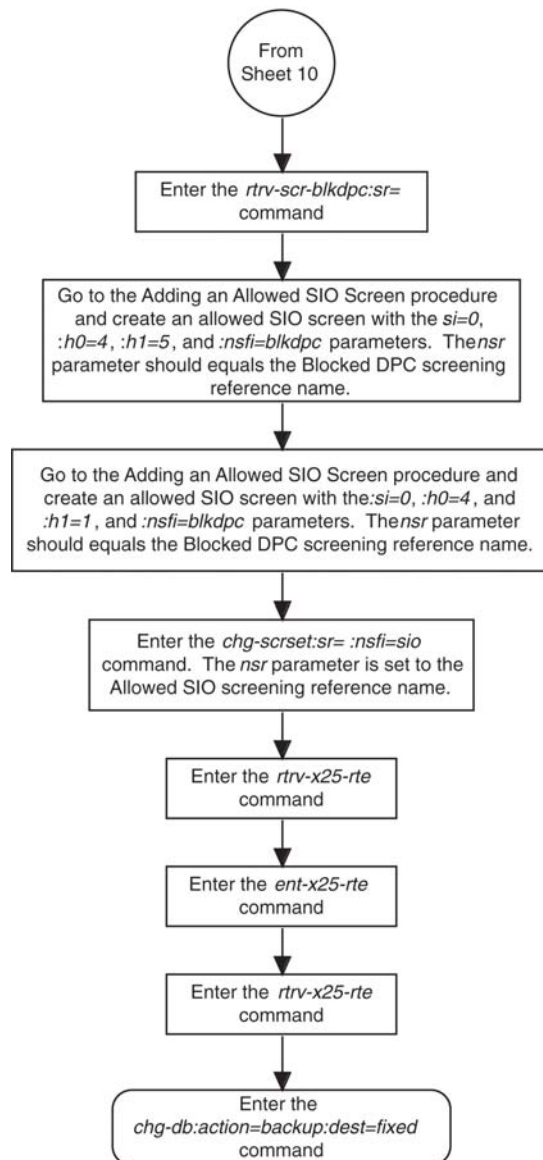 From
Sheet 10
Enter the rtrv-scr-blkdpc:sr=
command
Go to the Adding an Allowed SIO Screen procedure
and create an allowed SIO screen with the si=0,
:h0=4, :h1=5, and :nsfi=blkdpc parameters. Thensr
parameter should equals the Blocked DPC screening
reference name.
Go to the Adding an Allowed SIO Screen procedure and
create an allowed SIO screen with the:si=0, :h0=4, and
:h1=1, and :nsfi=blkdpc parameters. Thensr parameter
should equals the Blocked DPC screening reference name.
Enter the chg-scrset:sr= :nsfi=sio
command. The nsr parameter is set to the
Allowed SIO screening reference name.
Enter the rtrv-x25-rte
command
Enter the ent-x25-rte
command
Enter the rtrv-x25-rte
command
Enter the
chg-db:action=backup:dest=fixed
command